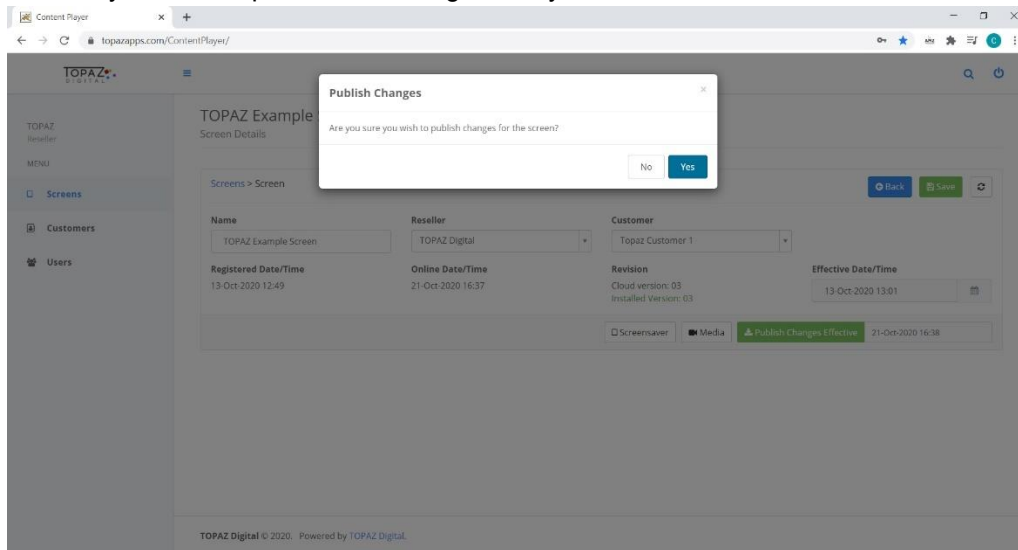 Content Player
topazapps.com/ContentPlayer/
TOPAZ
DIGITAL
Publish Changes
Are you sure you wish to publish changes for the screen?
No Yes
TOPAZ Example
Screen Details
TOPAZ
Reseller
MENU
Screens
Customers
Users
Screens > Screen
Back Save
Name Reseller Customer
TOPAZ Example Screen TOPAZ Digital Topaz Customer 1
Registered Date/Time Online Date/Time Revision Effective Date/Time
13-Oct-2020 12:49 21-Oct-2020 16:37 Cloud version: 03 13-Oct-2020 13:01
Installed Version: 03
Screensaver Media Publish Changes Effective 21-Oct-2020 16:38
TOPAZ Digital © 2020. Powered by TOPAZ Digital.